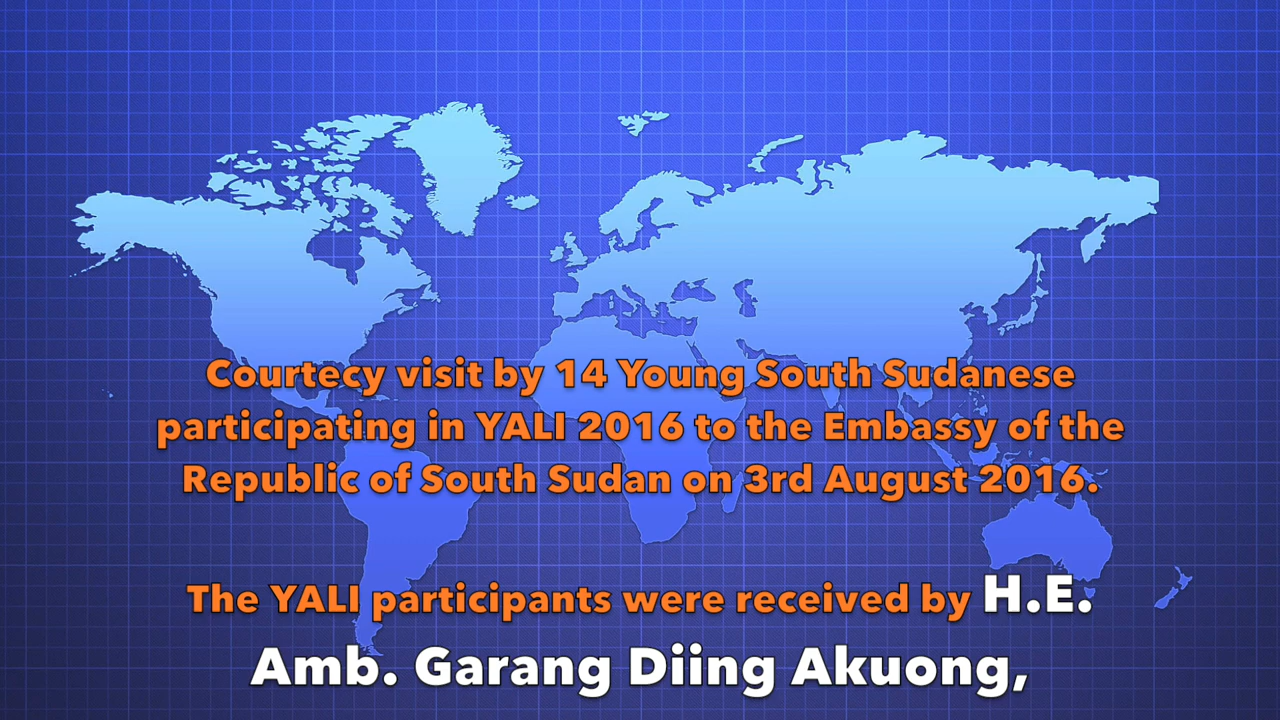 Courtecy visit by 14 Young South Sudanese
participating in YALI 2016 to the Embassy of the
Republic of South Sudan on 3rd August 2016.
The YALI participants were received by H.E.
Amb. Garang Diing Akuong,